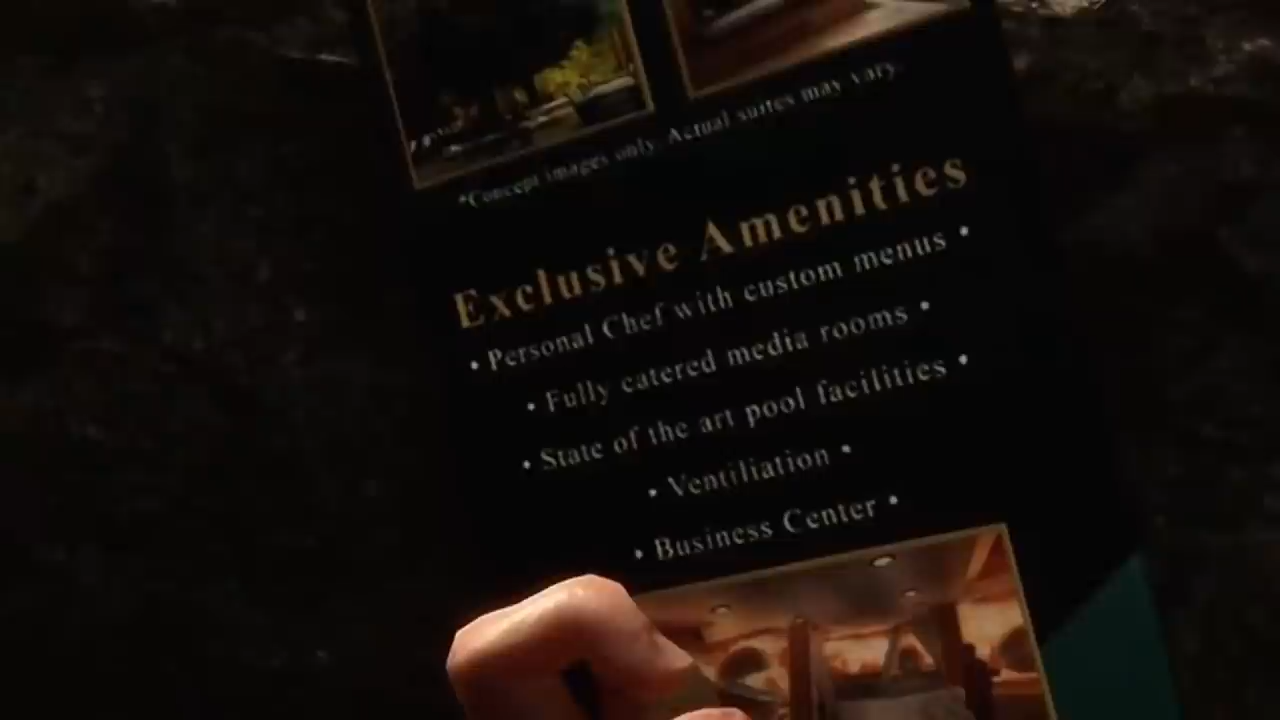 *Concept images only. Actual suites may vary.
Exclusive Amenities
• Personal Chef with custom menus •
• Fully catered media rooms •
• State of the art pool facilities •
• Ventiliation •
• Business Center •